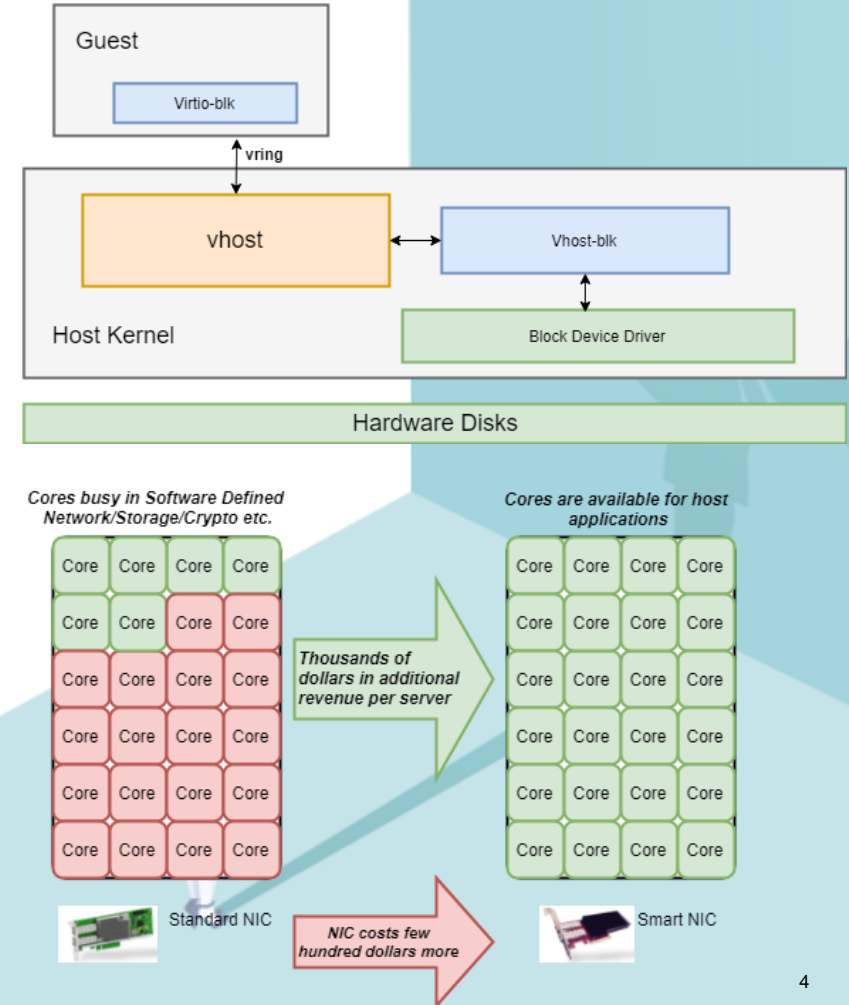 Guest
Virtio-blk
vring
vhost
Vhost-blk
Host Kernel
Block Device Driver
Hardware Disks
Cores busy in Software Defined
Network/Storage/Crypto etc.
Cores are available for host
applications
Core Core Core Core
Core Core Core Core
Core Core Core Core
Core Core Core Core
Core Core Core Core
Core Core Core Core
Thousands of
dollars in additional
revenue per server
Core Core Core Core
Core Core Core Core
Core Core Core Core
Core Core Core Core
Core Core Core Core
Core Core Core Core
Standard NIC
NIC costs few
hundred dollars more
Smart NIC
4